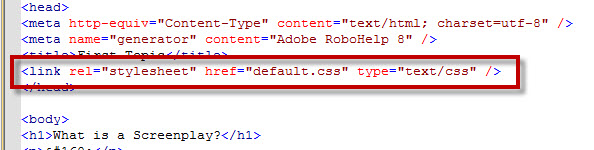 <head>
<meta http-equiv="Content-Type" content="text/html; charset=utf-8" />
<meta name="generator" content="Adobe RoboHelp 8" />
<title>First Topic</title>
<link rel="stylesheet" href="default.css" type="text/css" />
</head>
<body>
<h1>What is a Screenplay?</h1>
<p>&#160;</p>